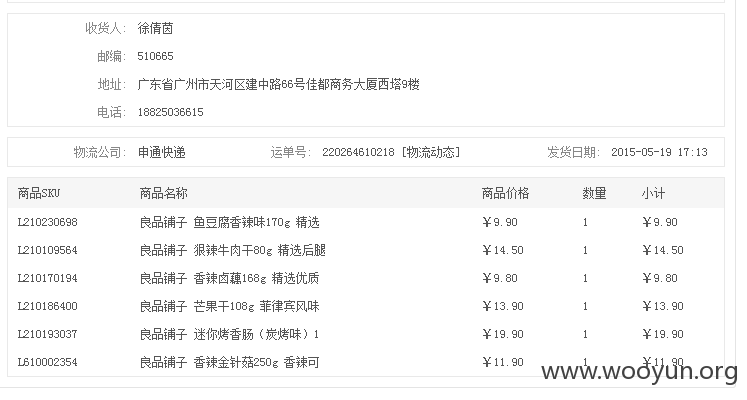 收货人： 徐倩茵
邮编： 510665
地址： 广东省广州市天河区建中路66号佳都商务大厦西塔9楼
电话： 18825036615
物流公司： 申通快递 运单号： 220264610218 [物流动态] 发货日期： 2015-05-19 17:13
商品SKU 商品名称 商品价格 数量 小计
L210230698 良品铺子 鱼豆腐香辣味170g 精选 ￥9.90 1 ￥9.90
L210109564 良品铺子 狠辣牛肉干80g 精选后腿 ￥14.50 1 ￥14.50
L210170194 良品铺子 香辣卤藕168g 精选优质 ￥9.80 1 ￥9.80
L210186400 良品铺子 芒果干108g 菲律宾风味 ￥13.90 1 ￥13.90
L210193037 良品铺子 迷你烤香肠（炭烤味）1 ￥19.90 1 ￥19.90
L610002354 良品铺子 香辣金针菇250g 香辣可 ￥11.90 1 ￥11.90
www.wooyun.org